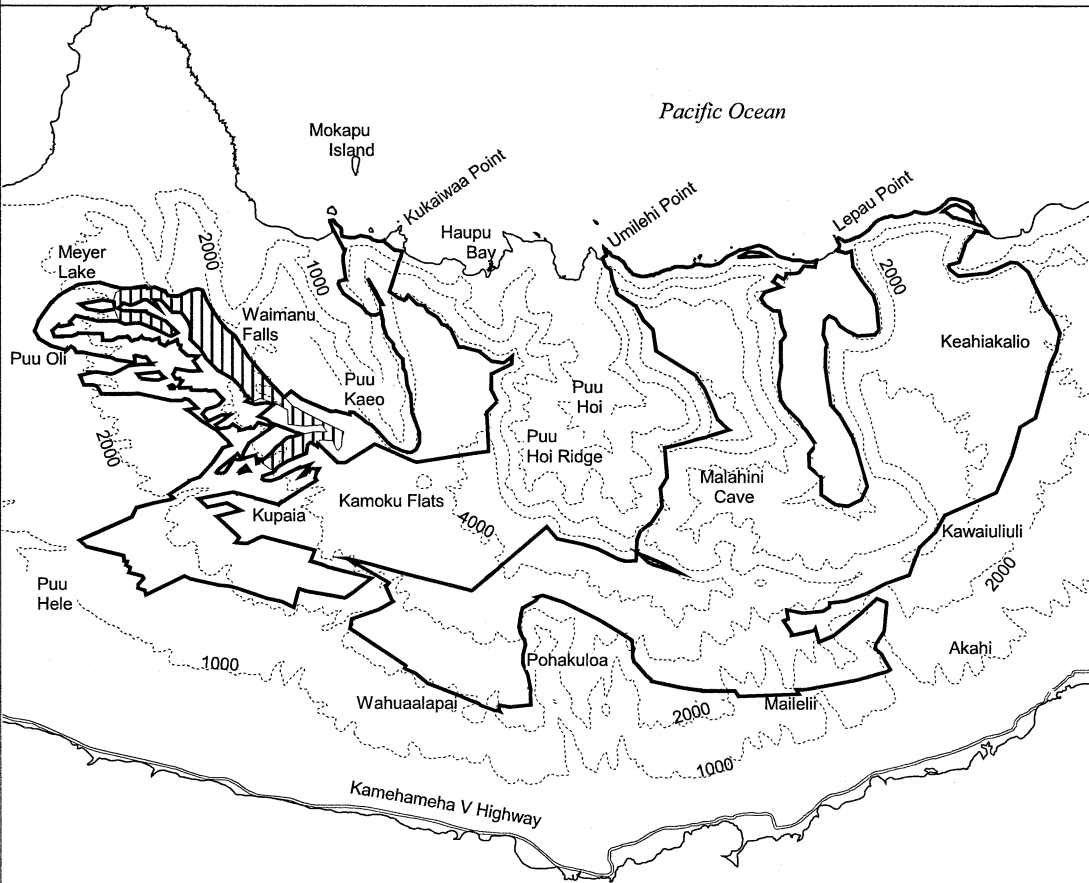 Pacific Ocean
Mokapu
Island
Kukaiwaa Point
Umilehi Point
Lepau Point
Haupu
Bay
2000
Meyer
Lake
1000
2000
Waimanu
Falls
Keahiakalio
Puu Oli
Puu
Kaeo
Puu
Hoi
Puu
Hoi Ridge
2000
Malahini
Cave
Kamoku Flats
Kupaia
4000
Kawaiuliuli
2000
Puu
Hele
1000
Pohakuloa
Akahi
Wahuaalapai
2000
Mailelii
1000
Kamehameha V Highway